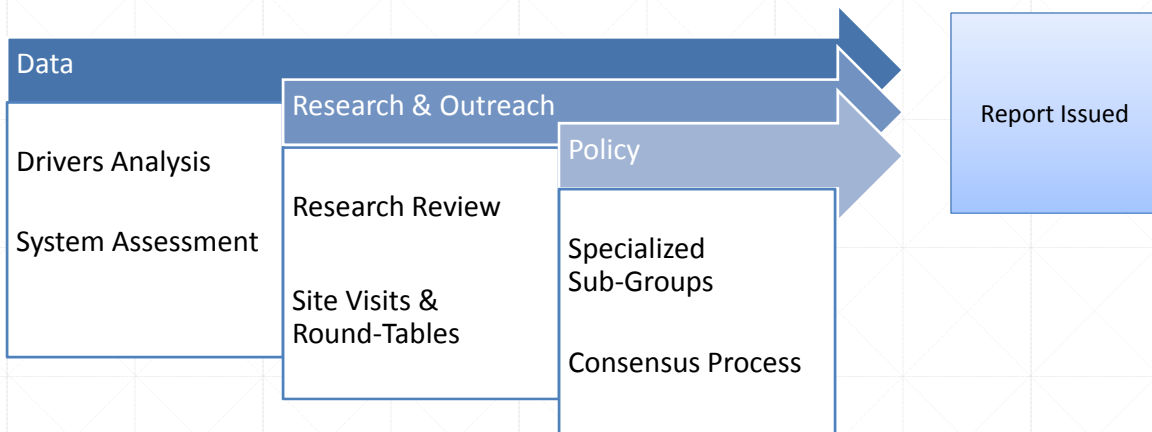 Data
Drivers Analysis
System Assessment
Research & Outreach
Research Review
Site Visits &
Round-Tables
Policy
Specialized
Sub-Groups
Consensus Process
Report Issued